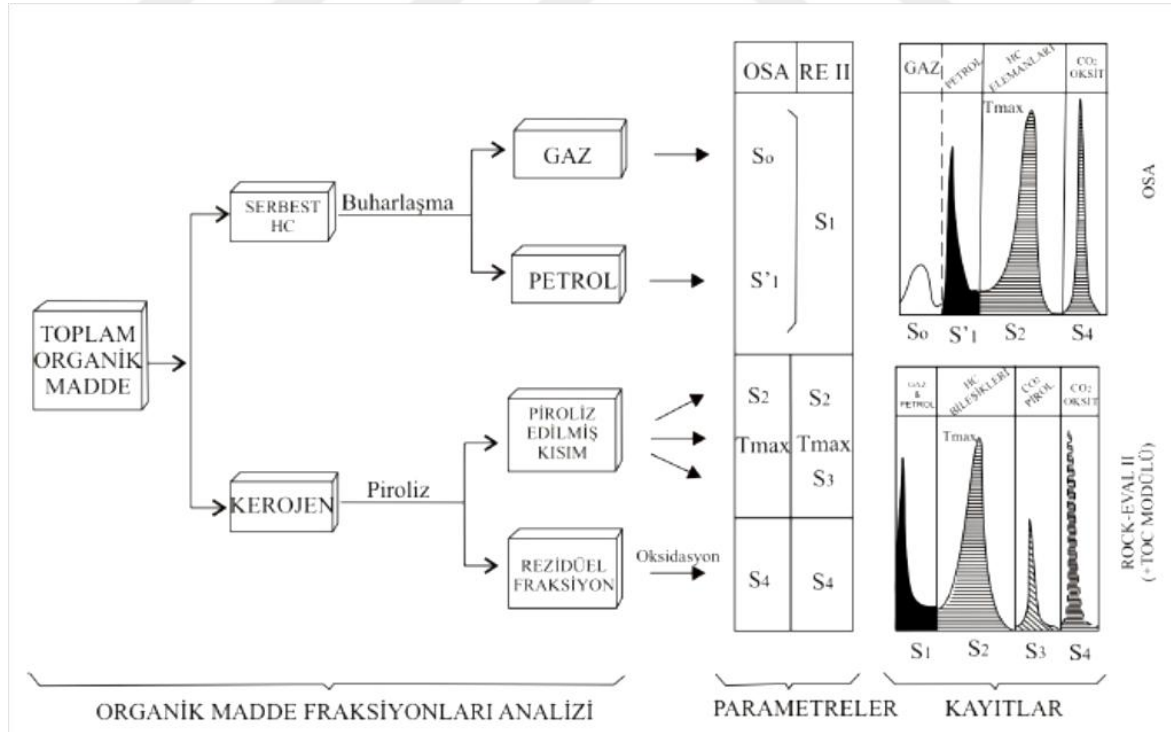 TOPLAM
ORGANİK
MADDE
SERBEST
HC
Buharlaşma
GAZ
PETROL
KEROJEN
Piroliz
PİROLİZ
EDİLMİŞ
KISIM
REZİDÜEL
FRAKSİYON
Oksidasyon
OSA RE II
S₀
S₁
S'₁
S₂ S₂
Tmax Tmax
S₃
S₄ S₄
GAZ PETROL HC ELEMANLARI CO₂ OKSİT
Tmax
S₀ S'₁ S₂ S₄
OSA
GAZ & PETROL HC BİLEŞİKLERİ CO₂ PİROL CO₂ OKSİT
Tmax
S₁ S₂ S₃ S₄
ROCK-EVAL II
(+TOC MODÜLÜ)
ORGANİK MADDE FRAKSİYONLARI ANALİZİ
PARAMETRELER
KAYITLAR